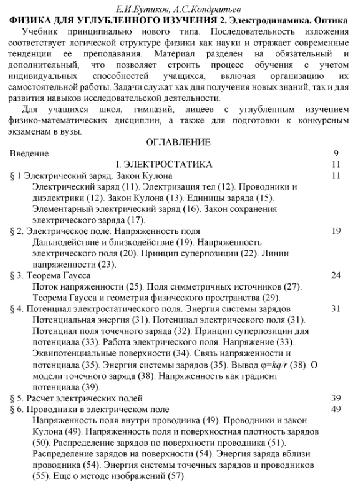 Е.И.Бутиков, А.С.Кондратьев
ФИЗИКА ДЛЯ УГЛУБЛЕННОГО ИЗУЧЕНИЯ 2. Электродинамика. Оптика
Учебник принципиально нового типа. Последовательность изложения
соответствует логической структуре физики как науки и отражает современные
тенденции ее преподавания. Материал разделен на обязательный и
дополнительный, что позволяет строить процесс обучения с учетом
индивидуальных способностей учащихся, включая организацию их
самостоятельной работы. Задачи служат как для получения новых знаний, так и для
развития навыков исследовательской деятельности.
Для учащихся школ, гимназий, лицеев с углубленным изучением
физико-математических дисциплин, а также для подготовки к конкурсным
экзаменам в вузы.
ОГЛАВЛЕНИЕ
Введение 9
I. ЭЛЕКТРОСТАТИКА 11
§ 1 Электрический заряд. Закон Кулона 11
Электрический заряд (11). Электризация тел (12). Проводники и
диэлектрики (12). Закон Кулона (13). Единицы заряда (15).
Элементарный электрический заряд (16). Закон сохранения
электрического заряда (17).
§ 2. Электрическое поле. Напряженность поля 19
Дальнодействие и близкодействие (19). Напряженность
электрического поля (20). Принцип суперпозиции (22). Линии
напряженности (23).
§ 3. Теорема Гаусса 24
Поток напряженности (25). Поля симметричных источников (27).
Теорема Гаусса и геометрия физического пространства (29).
§ 4. Потенциал электростатического поля. Энергия системы зарядов 31
Потенциальная энергия (31). Потенциал электрического поля (31).
Потенциал поля точечного заряда (32). Принцип суперпозиции для
потенциала (33). Работа электрического поля. Напряжение (33).
Эквипотенциальные поверхности (34). Связь напряженности и
потенциала (35). Энергия системы зарядов (35). Вывод φ=kq/r (38) О
модели точечного заряда (38). Напряженность как градиент
потенциала (39).
§ 5. Расчет электрических полей 39
§ 6. Проводники в электрическом поле 49
Напряженность поля внутри проводника (49). Проводники и закон
Кулона (49). Напряженность поля и поверхностная плотность зарядов
(50). Распределение зарядов по поверхности проводника (51).
Распределение зарядов на поверхности (54). Энергия заряда вблизи
проводника (54). Энергия системы точечных зарядов и проводников
(55). Еще о методе изображений (57)